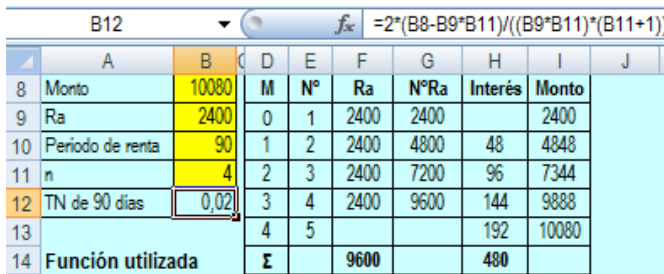 B12 fx =2*(B8-B9*B11)/((B9*B11)*(B11+1))
A B C D E F G H I J
8 Monto 10080 M Nº Ra NºRa Interés Monto
9 Ra 2400 0 1 2400 2400 2400
10 Periodo de renta 90 1 2 2400 4800 48 4848
11 n 4 2 3 2400 7200 96 7344
12 TN de 90 dias 0,02 3 4 2400 9600 144 9888
13 4 5 192 10080
14 Función utilizada Σ 9600 480